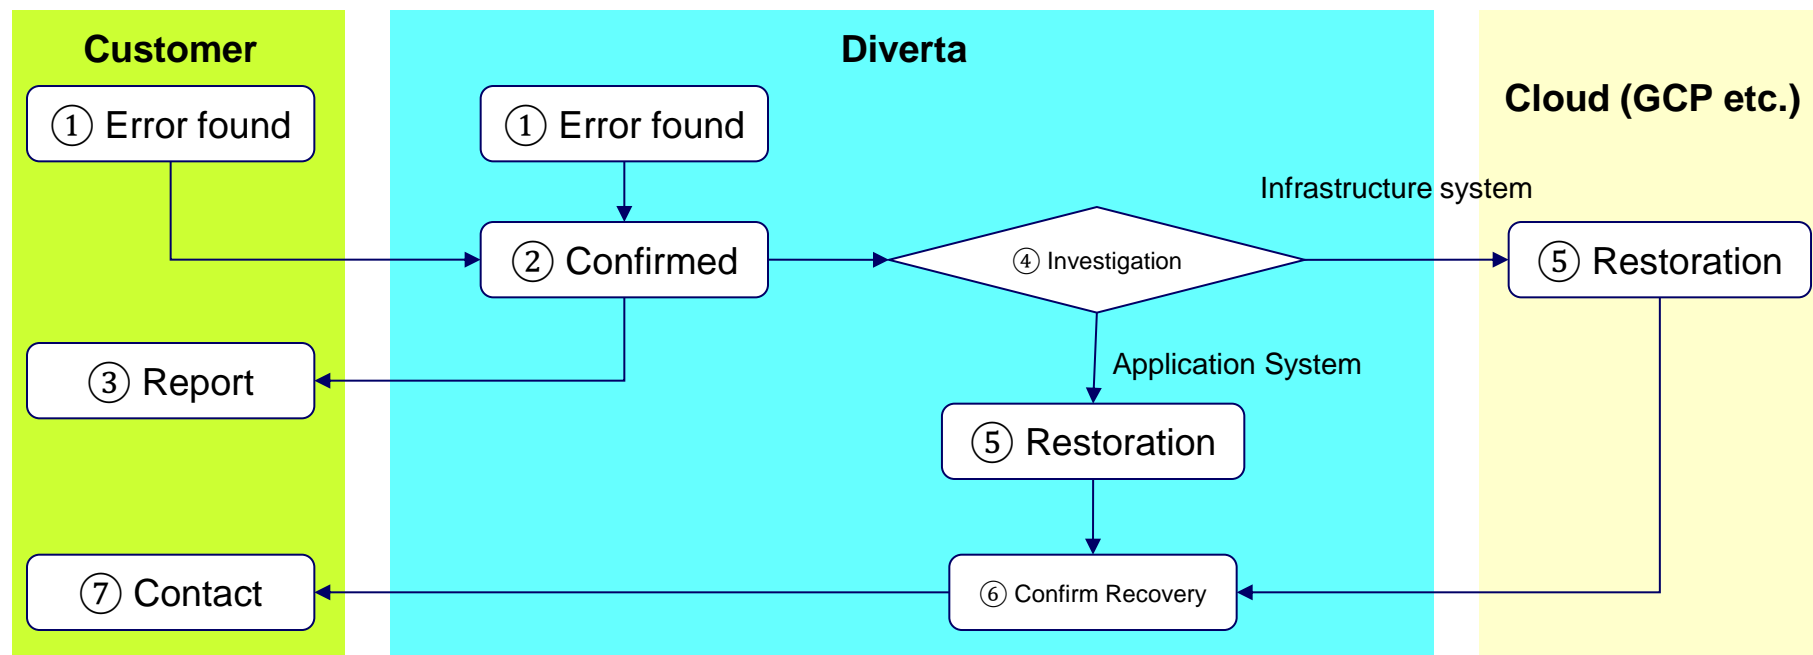 Customer
Diverta
Cloud (GCP etc.)
① Error found
① Error found
Infrastructure system
② Confirmed
④ Investigation
⑤ Restoration
③ Report
Application System
⑤ Restoration
⑦ Contact
⑥ Confirm Recovery